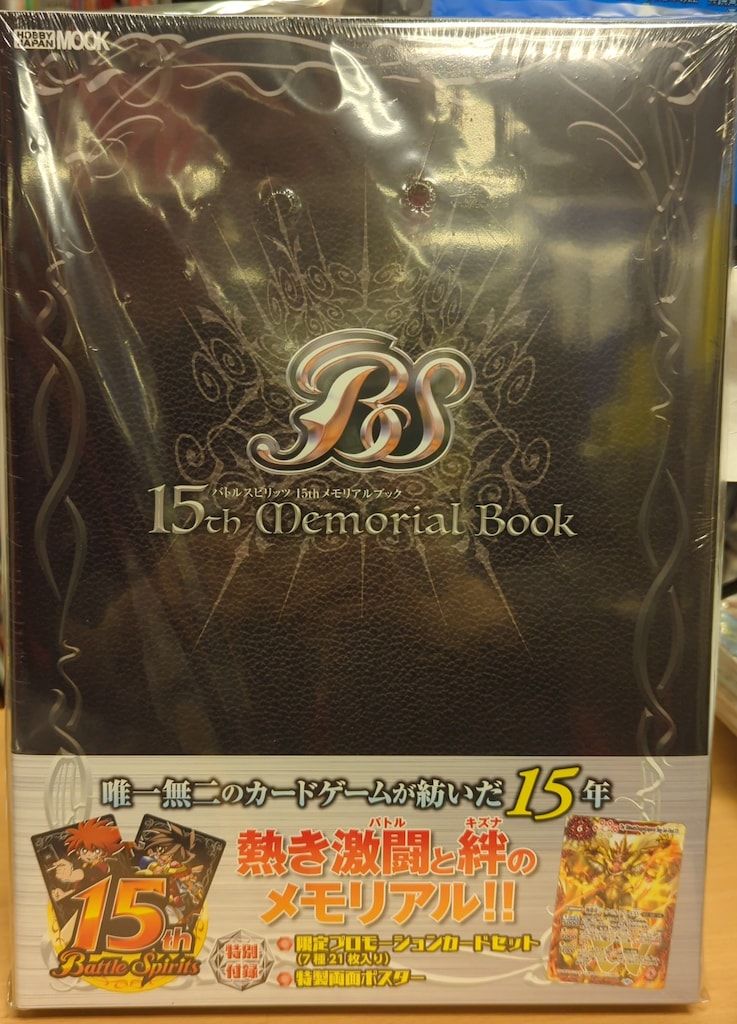 HOBBY JAPAN MOOK
BS
バトルスピリッツ 15thメモリアルブック
15th Memorial Book
唯一無二のカードゲームが紡いだ15年
バトル キズナ
熱き激闘と絆の
メモリアル!!
15th
Battle Spirits
特別
付録
限定プロモーションカードセット
(7種21枚入り)
特製両面ポスター